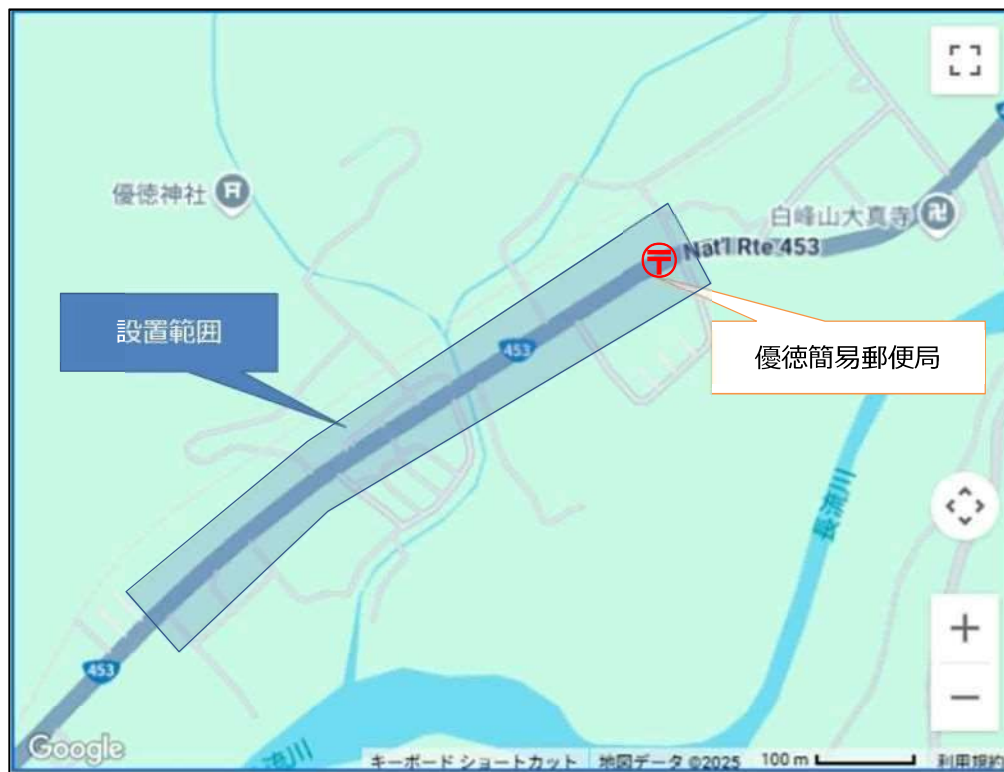 優徳神社
白峰山大真寺
Nat'l Rte 453
設置範囲
優徳簡易郵便局
453
長流川
453
Google
流川
キーボード ショートカット
地図データ ©2025
100 m
利用規約